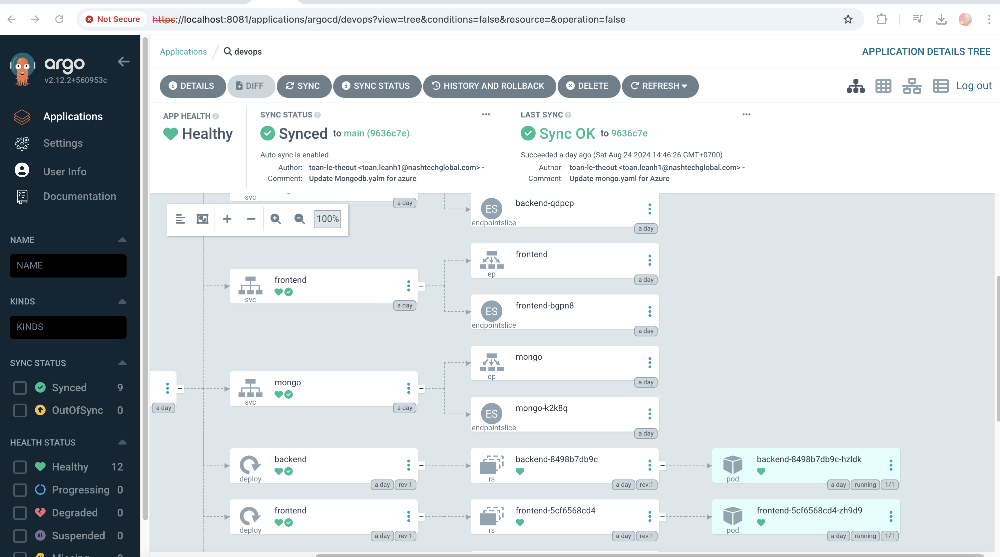 Not Secure https://localhost:8081/applications/argocd/devops?view=tree&conditions=false&resource=&operation=false
argo
v2.12.2+560953c
Applications
Settings
User Info
Documentation
NAME
NAME
KINDS
KINDS
SYNC STATUS
Synced 9
OutOfSync 0
HEALTH STATUS
Healthy 12
Progressing 0
Degraded 0
Suspended 0
Missing 0
Applications / devops
APPLICATION DETAILS TREE
DETAILS DIFF SYNC SYNC STATUS HISTORY AND ROLLBACK DELETE REFRESH
Log out
APP HEALTH
Healthy
SYNC STATUS
Synced to main (9636c7e)
Auto sync is enabled.
Author: toan-le-theout <toan.leanh1@nashtechglobal.com> -
Comment: Update Mongodb.yalm for azure
LAST SYNC
Sync OK to 9636c7e
Succeeded a day ago (Sat Aug 24 2024 14:46:26 GMT+0700)
Author: toan-le-theout <toan.leanh1@nashtechglobal.com> -
Comment: Update mongo.yaml for Azure
100%
svc
a day
ES
backend-qdpcp
endpointslice
a day
frontend
svc
a day
frontend
ep
a day
ES
frontend-bgpn8
endpointslice
a day
a day
mongo
svc
a day
mongo
ep
a day
ES
mongo-k2k8q
endpointslice
a day
backend
deploy
a day rev:1
backend-8498b7db9c
rs
a day rev:1
backend-8498b7db9c-hzldk
pod
a day running 1/1
frontend
deploy
a day rev:1
frontend-5cf6568cd4
rs
a day rev:1
frontend-5cf6568cd4-zh9d9
pod
a day running 1/1